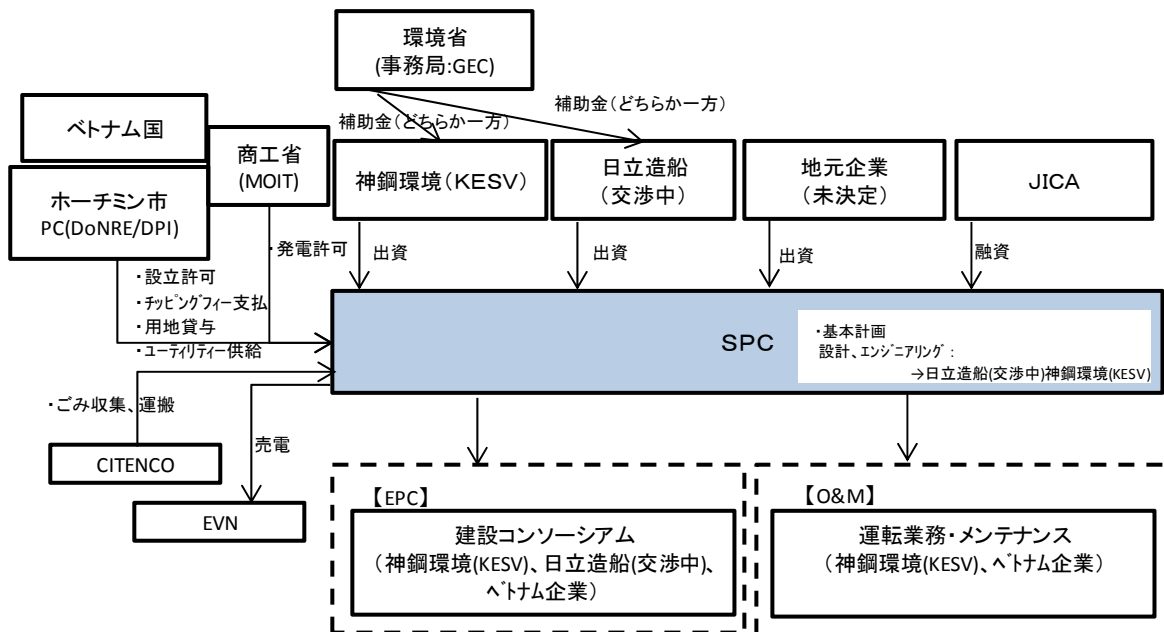 環境省
(事務局:GEC)
補助金(どちらか一方)
補助金(どちらか一方)
ベトナム国
商工省
(MOIT)
ホーチミン市
PC(DoNRE/DPI)
神鋼環境(KESV)
日立造船
(交渉中)
地元企業
(未決定)
JICA
・発電許可
出資
出資
出資
融資
・設立許可
・チッピングフィー支払
・用地貸与
・ユーティリティー供給
SPC
・基本計画
設計、エンジニアリング:
→日立造船(交渉中)神鋼環境(KESV)
・ごみ収集、運搬
CITENCO
売電
EVN
【EPC】
建設コンソーシアム
(神鋼環境(KESV)、日立造船(交渉中)、
ベトナム企業)
【O&M】
運転業務・メンテナンス
(神鋼環境(KESV)、ベトナム企業)